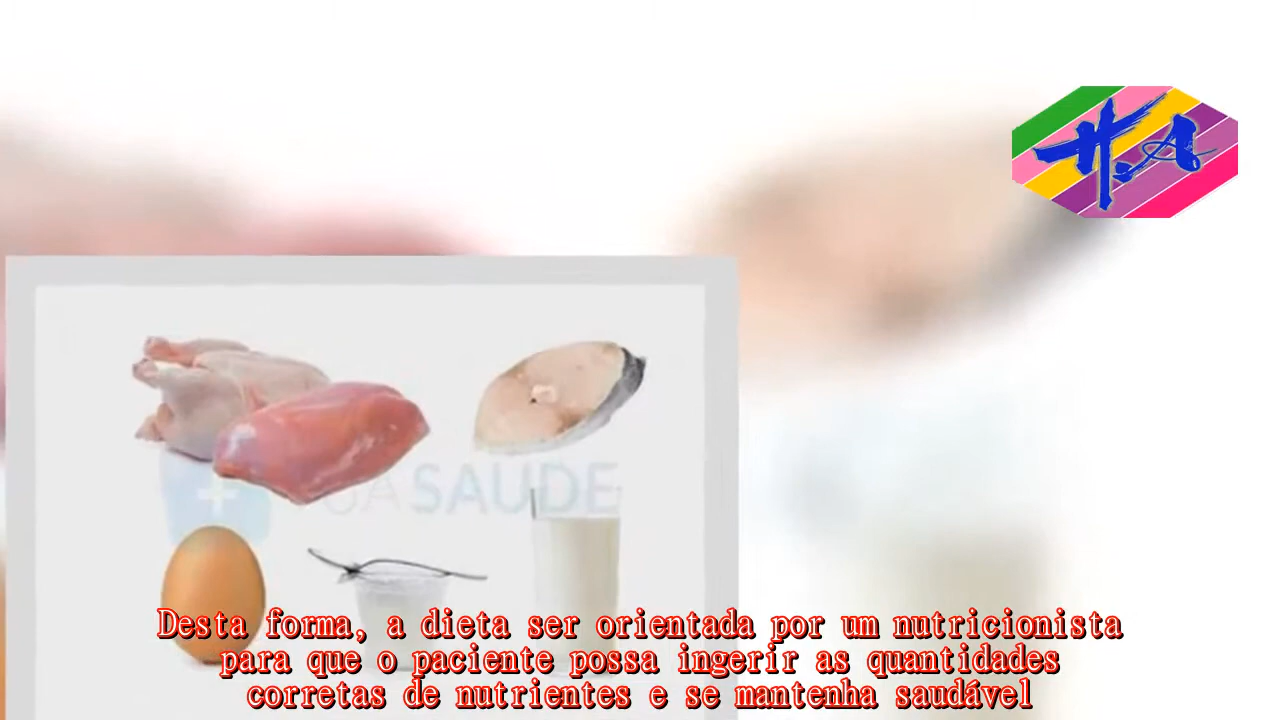 H.A
TUA SAUDE
Desta forma, a dieta ser orientada por um nutricionista
para que o paciente possa ingerir as quantidades
corretas de nutrientes e se mantenha saudável